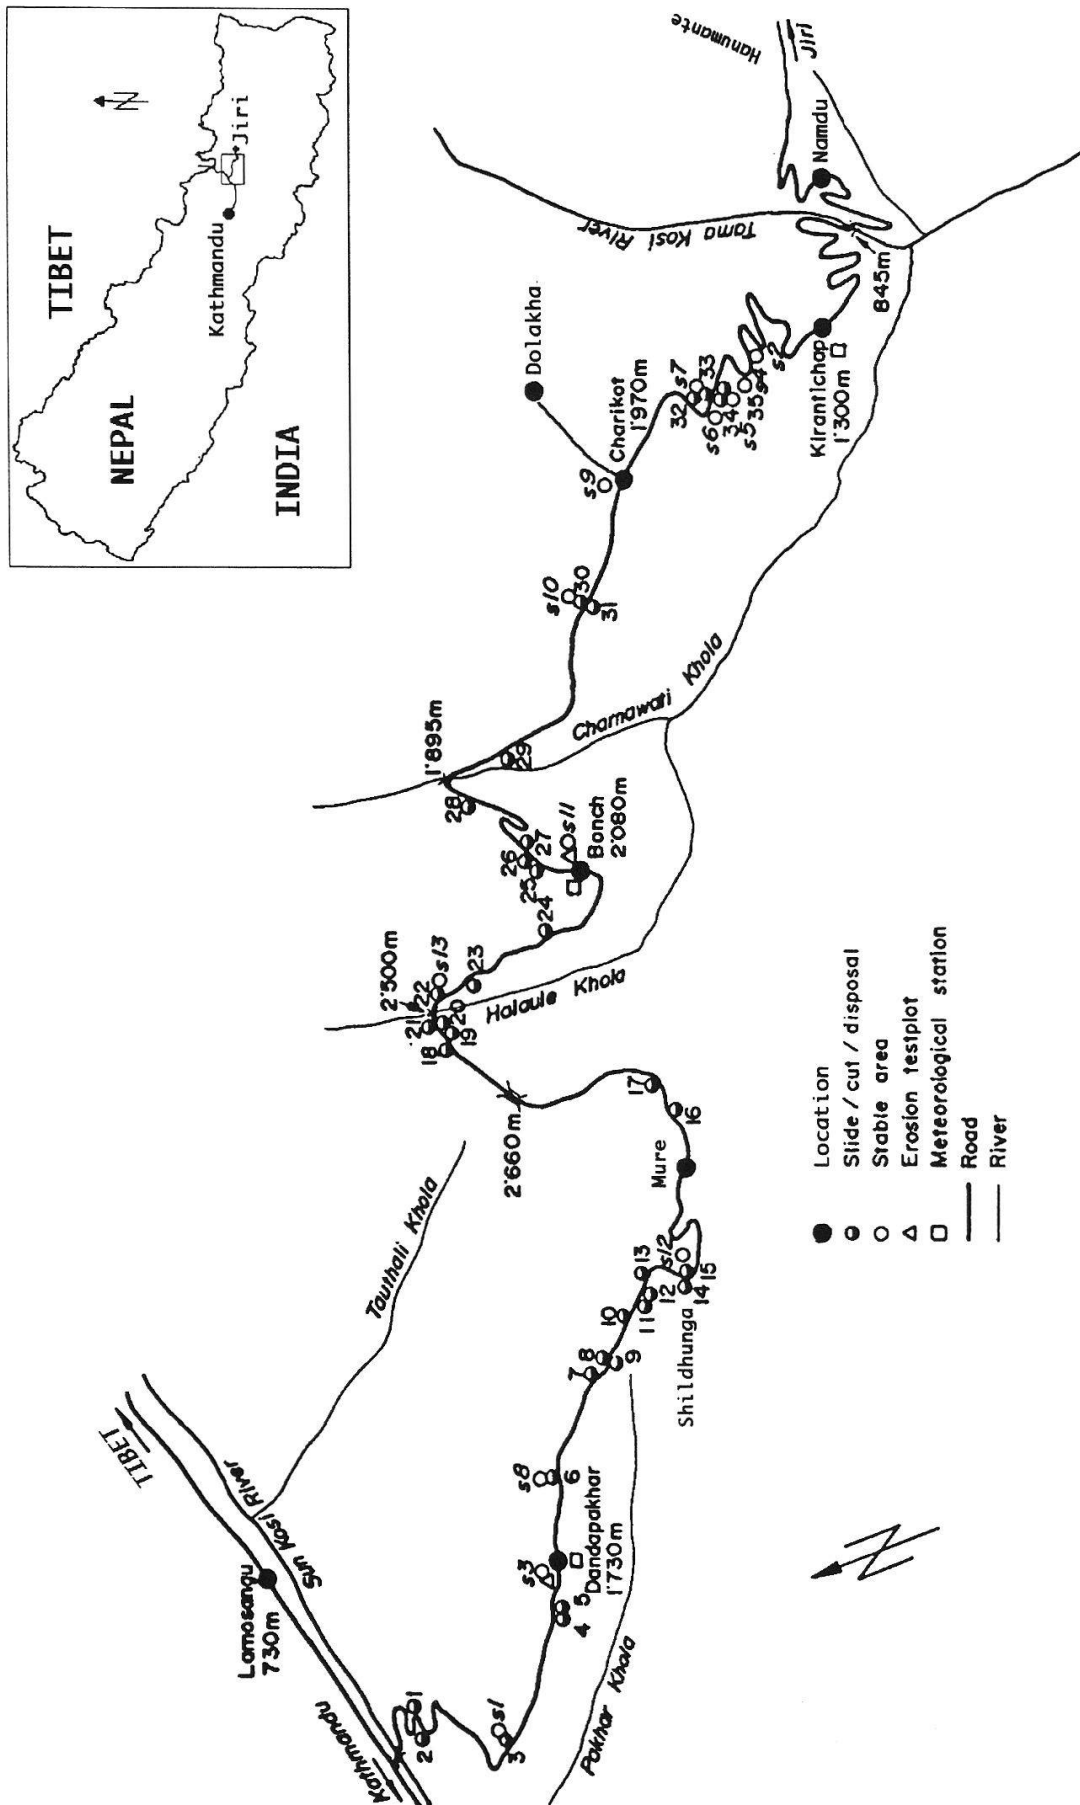 TIBET
NEPAL
INDIA
Kathmandu
Jiri
N
TIBET
Lamosangu
730m
Sun Kosi River
Kathmandu
1
2
3
s1
4
5
s3
Dandapakhar
1'730m
Pakhar Khola
s8
6
7
8
9
10
11
12
13
s12
14
15
Shildhunga
Mure
16
17
Tauthali Khola
2'660m
18
19
20
21
22
2'500m
s13
23
Halaule Khola
24
25
26
27
s11
Bonch
2'080m
28
1'895m
29
Charnawati Khola
s10
30
31
s9
Charikot
1'970m
Dolakha
32
s7
33
s6
34
s5
35
s4
s2
Kirantichap
1'300m
845m
Tama Kosi
River
Namdu
Hanumante
Jiri
N
Location
Slide / cut / disposal
Stable area
Erosion testplot
Meteorological station
Road
River